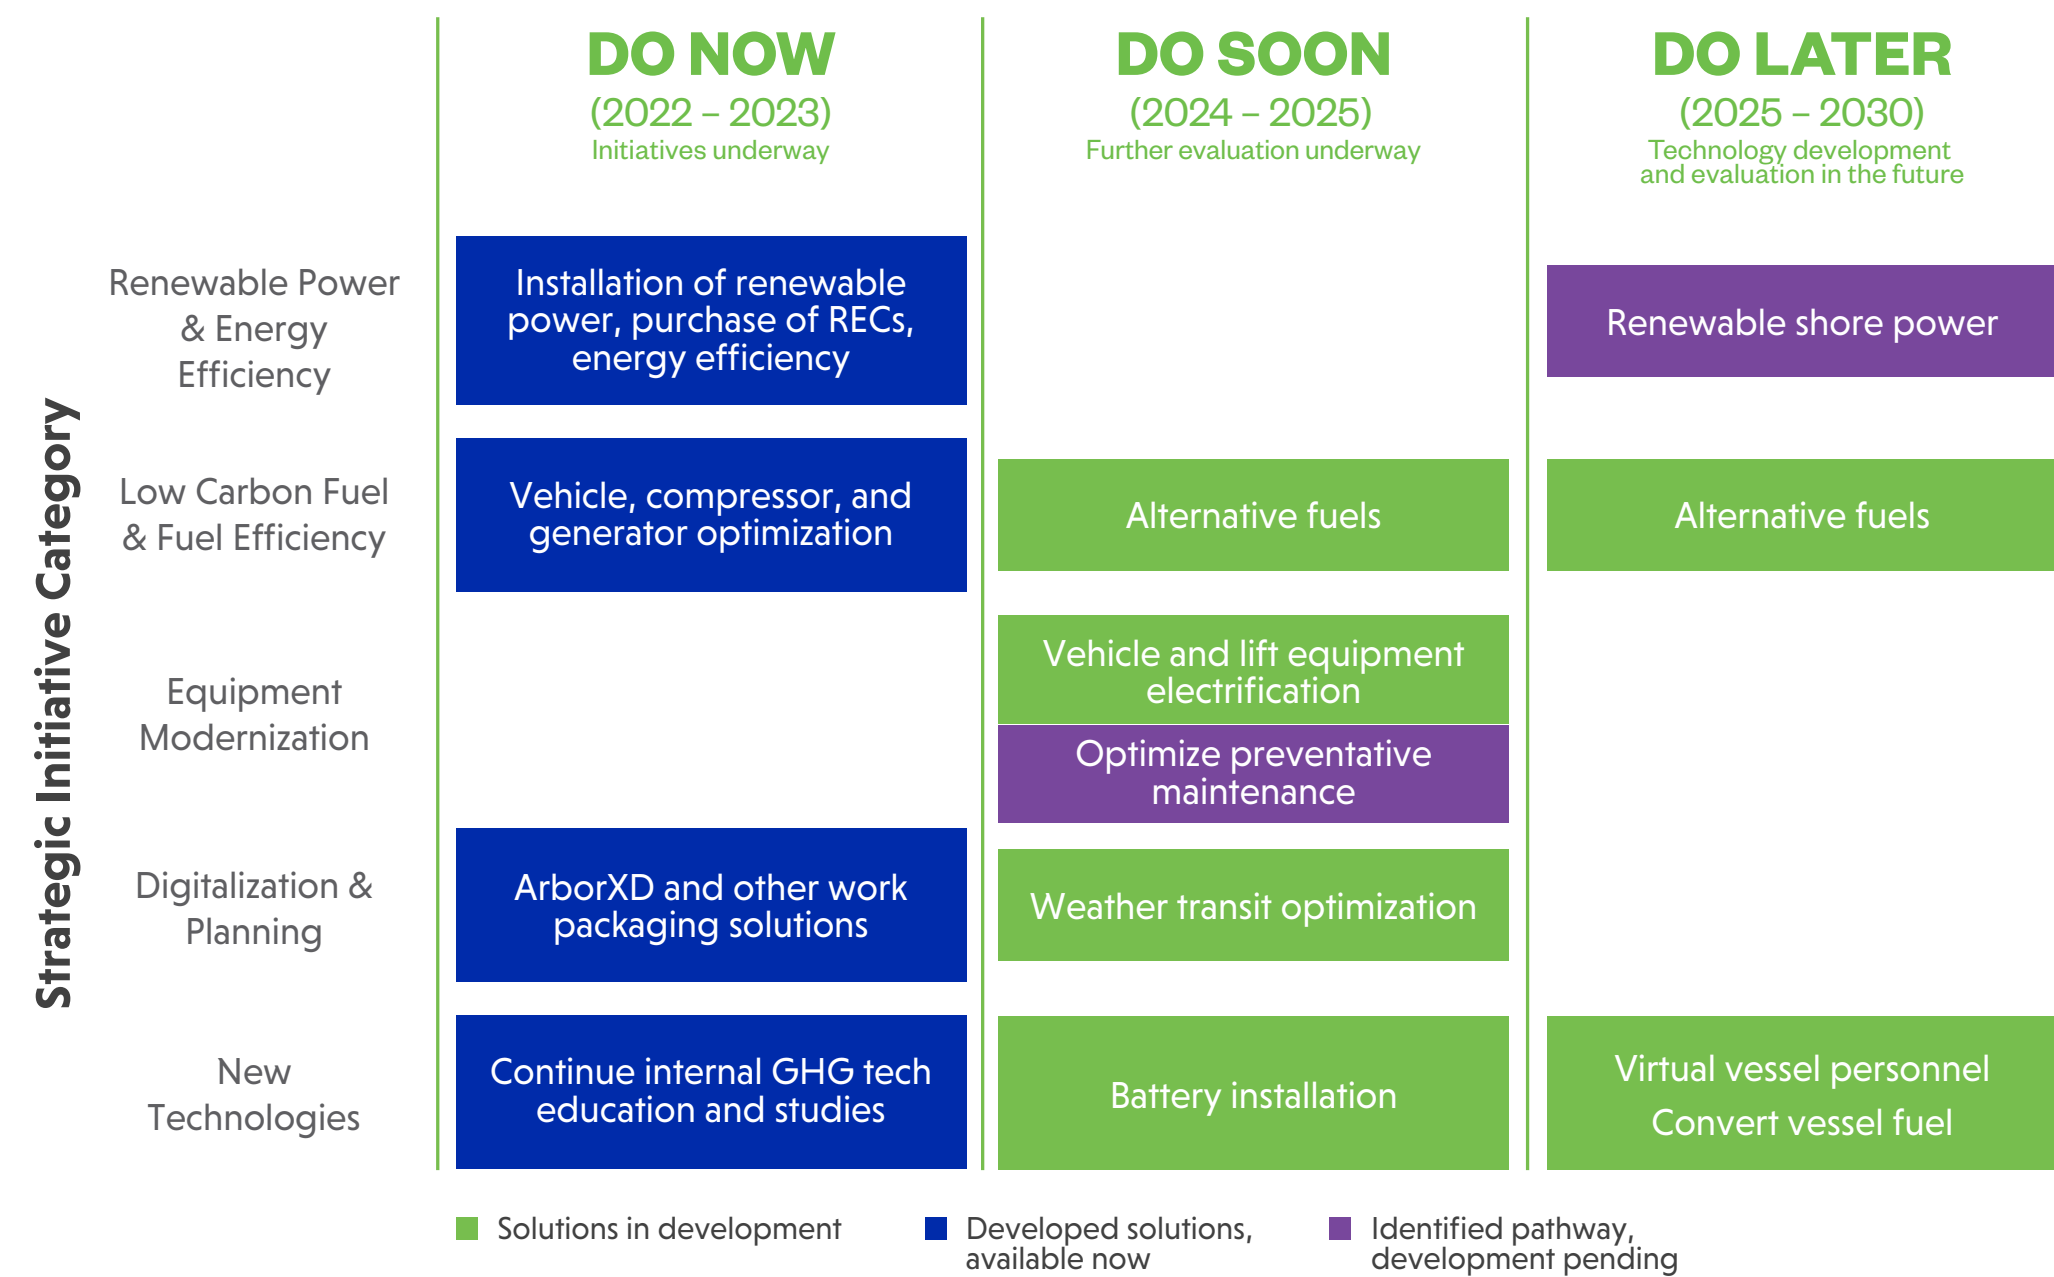 DO NOW
(2022 – 2023)
Initiatives underway
DO SOON
(2024 – 2025)
Further evaluation underway
DO LATER
(2025 – 2030)
Technology development
and evaluation in the future
Strategic Initiative Category
Renewable Power
& Energy
Efficiency
Installation of renewable
power, purchase of RECs,
energy efficiency
Renewable shore power
Low Carbon Fuel
& Fuel Efficiency
Vehicle, compressor, and
generator optimization
Alternative fuels
Alternative fuels
Equipment
Modernization
Vehicle and lift equipment
electrification
Optimize preventative
maintenance
Digitalization &
Planning
ArborXD and other work
packaging solutions
Weather transit optimization
New
Technologies
Continue internal GHG tech
education and studies
Battery installation
Virtual vessel personnel
Convert vessel fuel
Solutions in development
Developed solutions,
available now
Identified pathway,
development pending